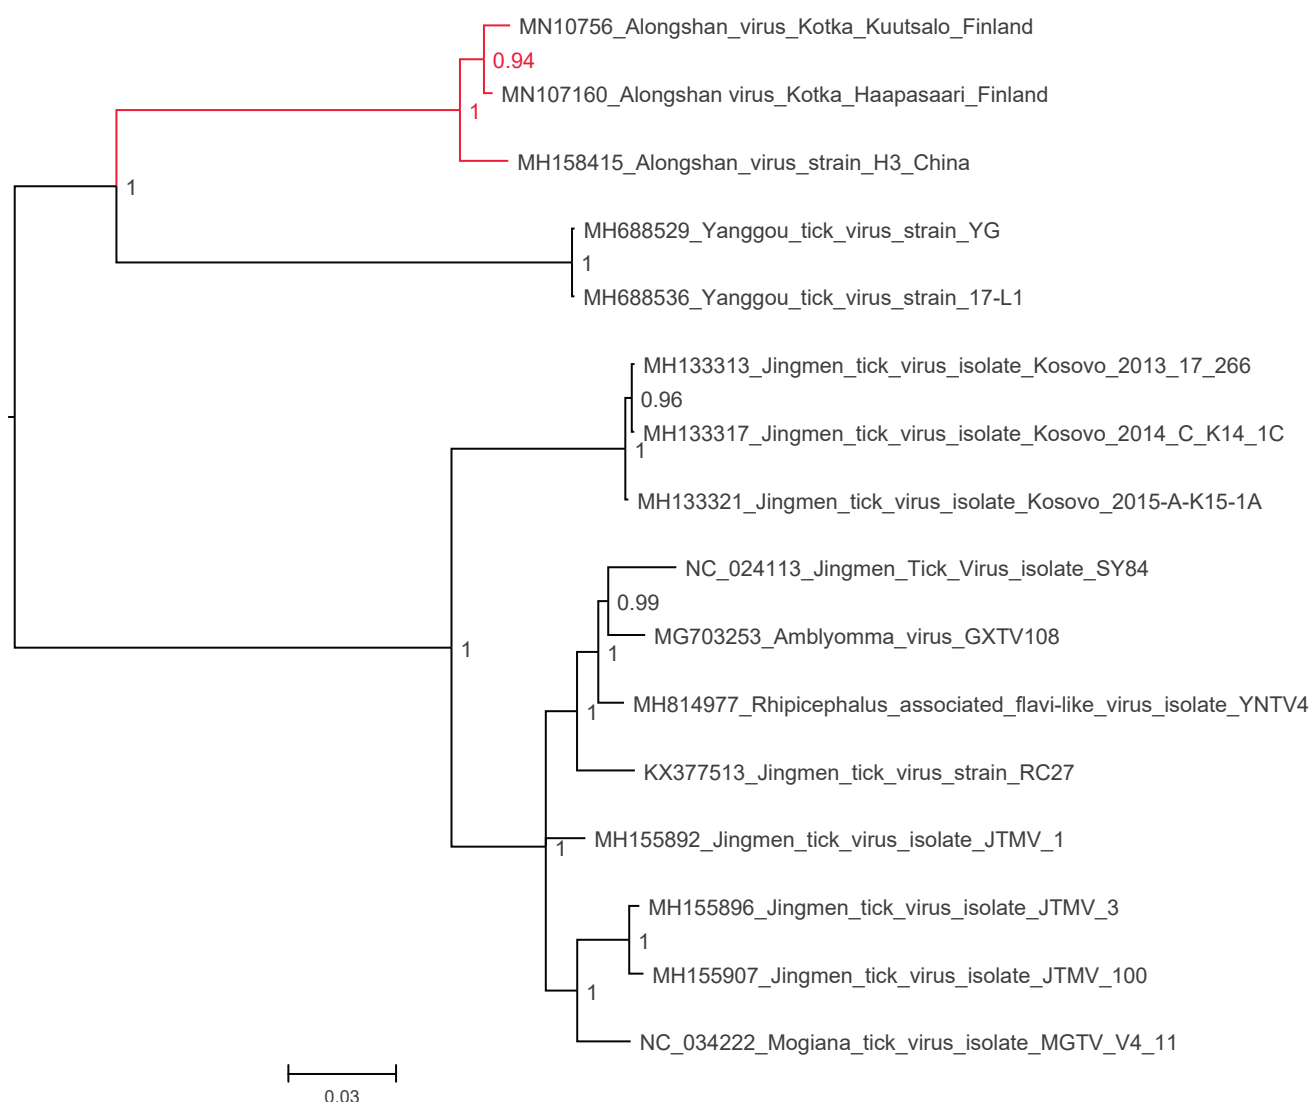 MN10756_Alongshan_virus_Kotka_Kuutsalo_Finland
0.94
MN107160_Alongshan virus_Kotka_Haapasaari_Finland
1
MH158415_Alongshan_virus_strain_H3_China
1
MH688529_Yanggou_tick_virus_strain_YG
1
MH688536_Yanggou_tick_virus_strain_17-L1
MH133313_Jingmen_tick_virus_isolate_Kosovo_2013_17_266
0.96
MH133317_Jingmen_tick_virus_isolate_Kosovo_2014_C_K14_1C
1
MH133321_Jingmen_tick_virus_isolate_Kosovo_2015-A-K15-1A
NC_024113_Jingmen_Tick_Virus_isolate_SY84
0.99
MG703253_Amblyomma_virus_GXTV108
1
1
MH814977_Rhipicephalus_associated_flavi-like_virus_isolate_YNTV4
1
KX377513_Jingmen_tick_virus_strain_RC27
MH155892_Jingmen_tick_virus_isolate_JTMV_1
1
MH155896_Jingmen_tick_virus_isolate_JTMV_3
1
MH155907_Jingmen_tick_virus_isolate_JTMV_100
1
NC_034222_Mogiana_tick_virus_isolate_MGTV_V4_11
0.03